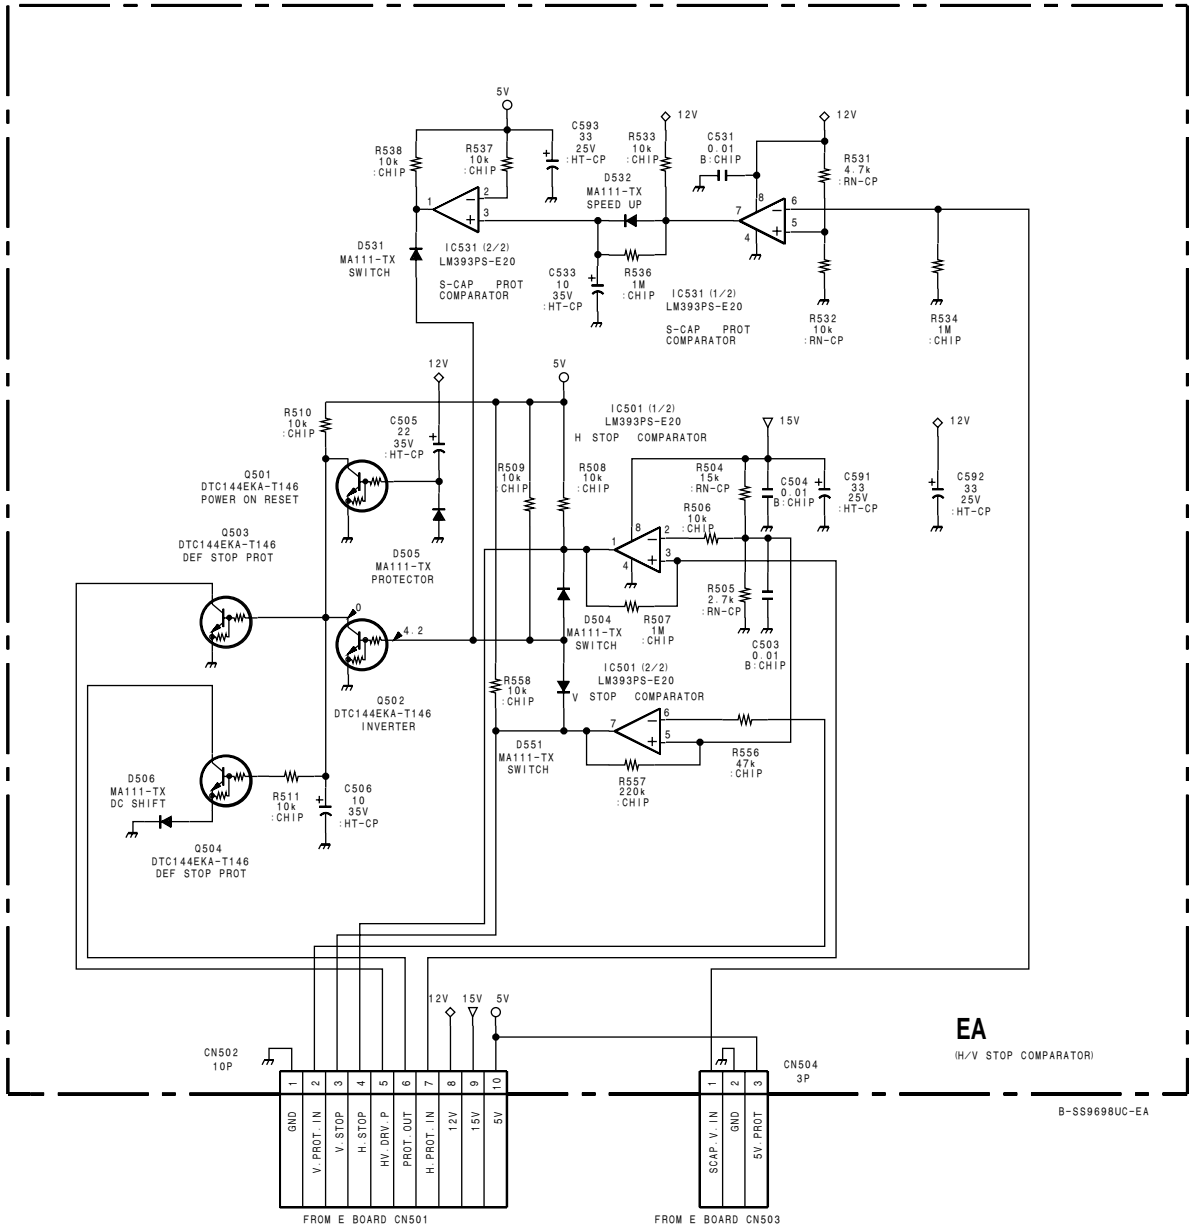 5V
C593
33
25V
:HT-CP
R538
10k
:CHIP
R537
10k
:CHIP
2
3
1
D531
MA111-TX
SWITCH
IC531 (2/2)
LM393PS-E20
S-CAP PROT
COMPARATOR
12V
R533
10k
:CHIP
D532
MA111-TX
SPEED UP
C533
10
35V
:HT-CP
R536
1M
:CHIP
C531
0.01
B:CHIP
12V
R531
4.7k
:RN-CP
8
6
7
5
4
IC531 (1/2)
LM393PS-E20
S-CAP PROT
COMPARATOR
R532
10k
:RN-CP
R534
1M
:CHIP
12V
5V
R510
10k
:CHIP
C505
22
35V
:HT-CP
IC501 (1/2)
LM393PS-E20
H STOP COMPARATOR
15V
12V
Q501
DTC144EKA-T146
POWER ON RESET
R509
10k
:CHIP
R508
10k
:CHIP
R504
15k
:RN-CP
C504
0.01
B:CHIP
C591
33
25V
:HT-CP
C592
33
25V
:HT-CP
R506
10k
:CHIP
Q503
DTC144EKA-T146
DEF STOP PROT
D505
MA111-TX
PROTECTOR
8
2
1
3
4
R505
2.7k
:RN-CP
0
4.2
D504
MA111-TX
SWITCH
R507
1M
:CHIP
C503
0.01
B:CHIP
IC501 (2/2)
LM393PS-E20
V STOP COMPARATOR
R558
10k
:CHIP
Q502
DTC144EKA-T146
INVERTER
6
7
5
D551
MA111-TX
SWITCH
R556
47k
:CHIP
R557
220k
:CHIP
D506
MA111-TX
DC SHIFT
R511
10k
:CHIP
C506
10
35V
:HT-CP
Q504
DTC144EKA-T146
DEF STOP PROT
12V 15V 5V
EA
(H/V STOP COMPARATOR)
CN502
10P
CN504
3P
1 2 3 4 5 6 7 8 9 10
GND
V.PROT.IN
V.STOP
H.STOP
HV.DRV.P
PROT.OUT
H.PROT.IN
12V
15V
5V
1 2 3
SCAP.V.IN
GND
5V.PROT
B-SS9698UC-EA
FROM E BOARD CN501
FROM E BOARD CN503